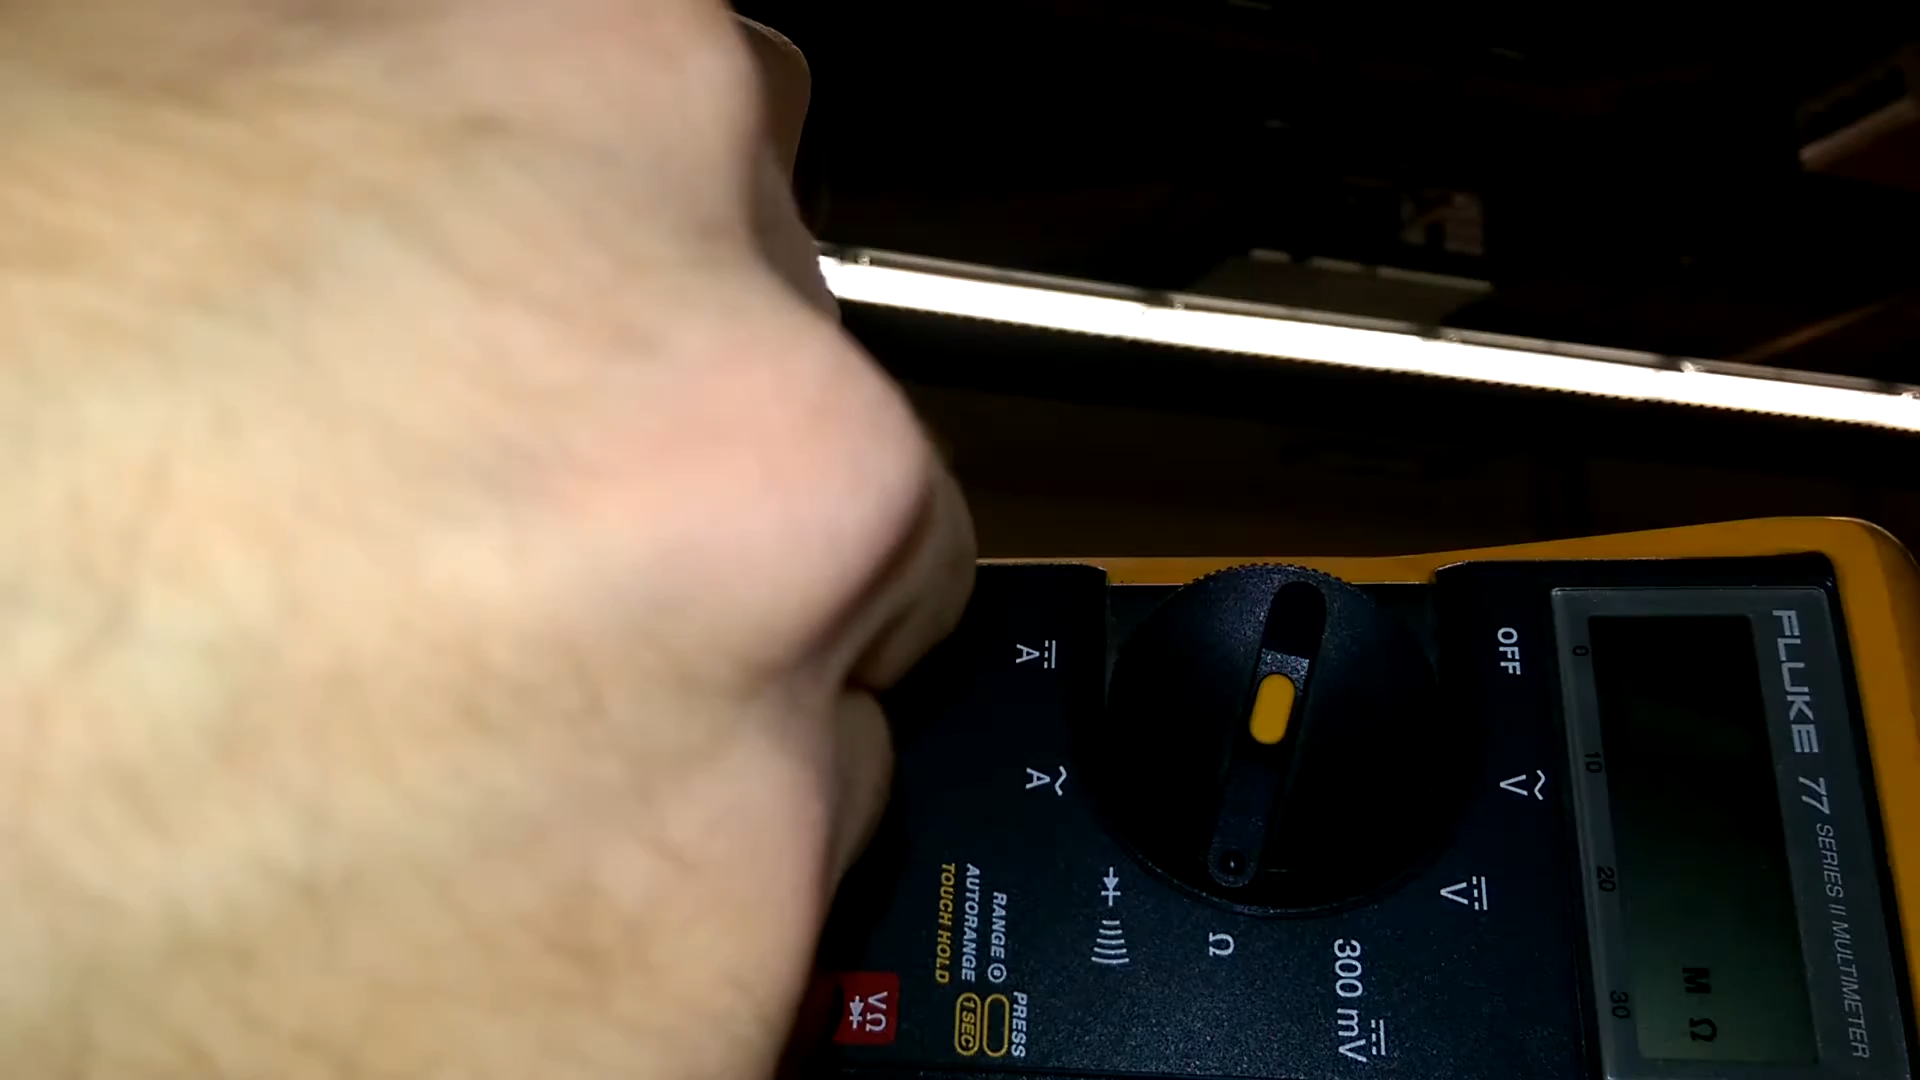 FLUKE 77 SERIES II MULTIMETER
0 10 20 30
M Ω
OFF
V~
V⎓
300 mV⎓
Ω
A~
A⎓
PRESS
RANGE
AUTORANGE 1 SEC
TOUCH HOLD
VΩ